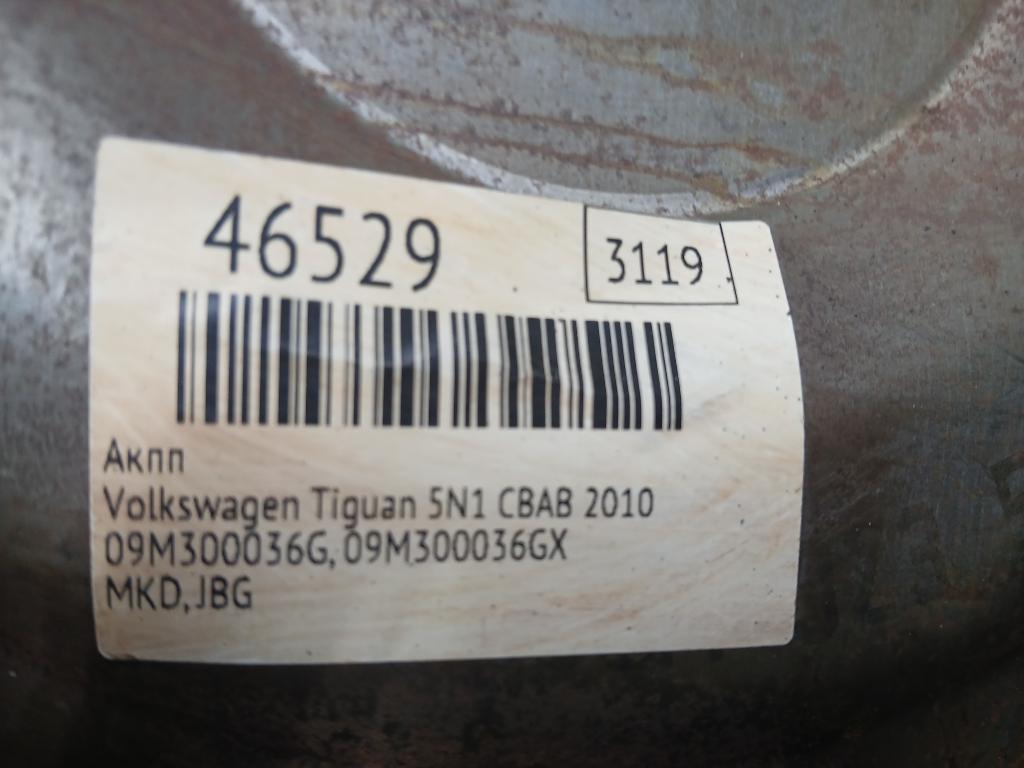 46529
3119
Акпп
Volkswagen Tiguan 5N1 CBAB 2010
09M300036G, 09M300036GX
MKD, JBG